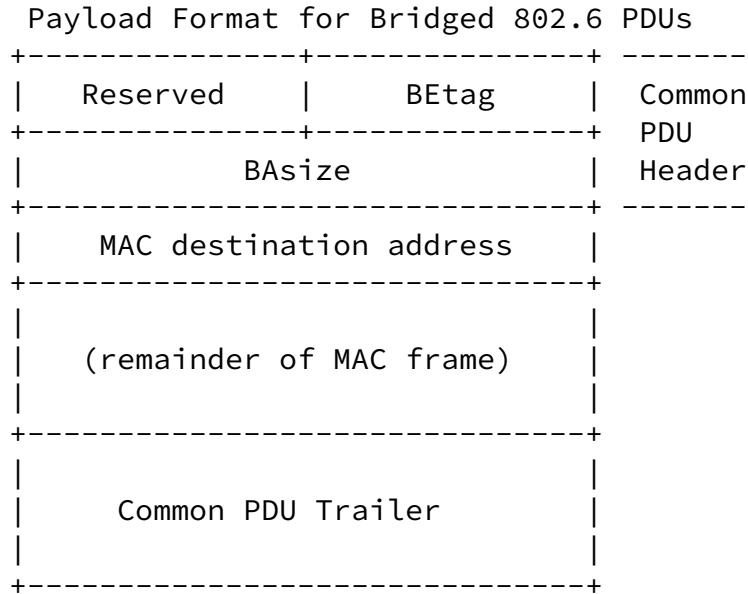 Payload Format for Bridged 802.6 PDUs
+---------------+---------------+ -------
|   Reserved    |     BEtag     |  Common
+---------------+---------------+  PDU
|            BAsize             |  Header
+-------------------------------+ -------
|    MAC destination address    |
+-------------------------------+
|                               |
|   (remainder of MAC frame)    |
|                               |
+-------------------------------+
|                               |
|     Common PDU Trailer        |
|                               |
+-------------------------------+